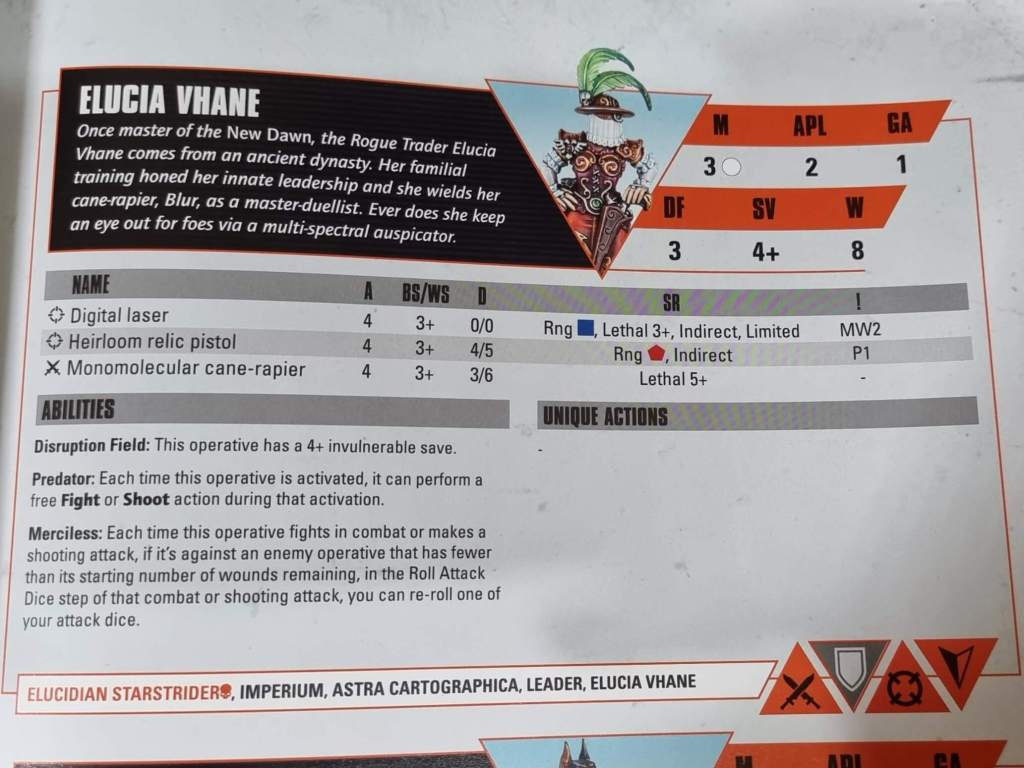 ELUCIA VHANE
Once master of the New Dawn, the Rogue Trader Elucia
Vhane comes from an ancient dynasty. Her familial
training honed her innate leadership and she wields her
cane-rapier, Blur, as a master-duellist. Ever does she keep
an eye out for foes via a multi-spectral auspicator.
M APL GA
3 2 1
DF SV W
3 4+ 8
NAME A BS/WS D SR !
Digital laser 4 3+ 0/0 Rng , Lethal 3+, Indirect, Limited MW2
Heirloom relic pistol 4 3+ 4/5 Rng , Indirect P1
Monomolecular cane-rapier 4 3+ 3/6 Lethal 5+ -
ABILITIES
Disruption Field: This operative has a 4+ invulnerable save.
Predator: Each time this operative is activated, it can perform a
free Fight or Shoot action during that activation.
Merciless: Each time this operative fights in combat or makes a
shooting attack, if it's against an enemy operative that has fewer
than its starting number of wounds remaining, in the Roll Attack
Dice step of that combat or shooting attack, you can re-roll one of
your attack dice.
UNIQUE ACTIONS
-
ELUCIDIAN STARSTRIDER, IMPERIUM, ASTRA CARTOGRAPHICA, LEADER, ELUCIA VHANE
M APL GA